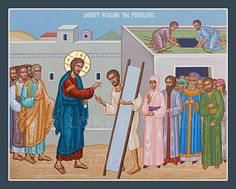 CHRIST HEALING THE PARALYTIC